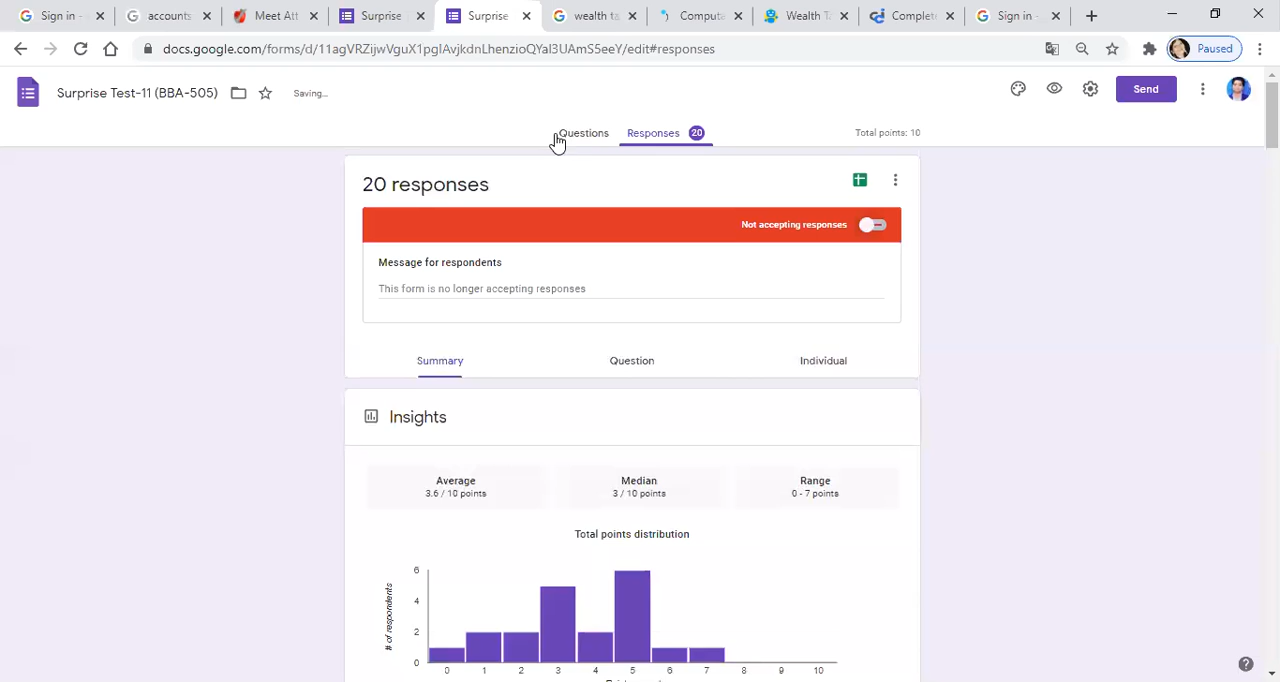 Sign in -
accounts
Meet Att
Surprise
Surprise
wealth ta
Computa
Wealth Ta
Complete
Sign in -
docs.google.com/forms/d/11agVRZijwVguX1pglAvjkdnLhenzioQYal3UAmS5eeY/edit#responses
Paused
Surprise Test-11 (BBA-505)
Saving...
Send
Questions
Responses 20
Total points: 10
20 responses
Not accepting responses
Message for respondents
This form is no longer accepting responses
Summary
Question
Individual
Insights
Average
3.6 / 10 points
Median
3 / 10 points
Range
0 - 7 points
Total points distribution
# of respondents
6
4
2
0
0 1 2 3 4 5 6 7 8 9 10